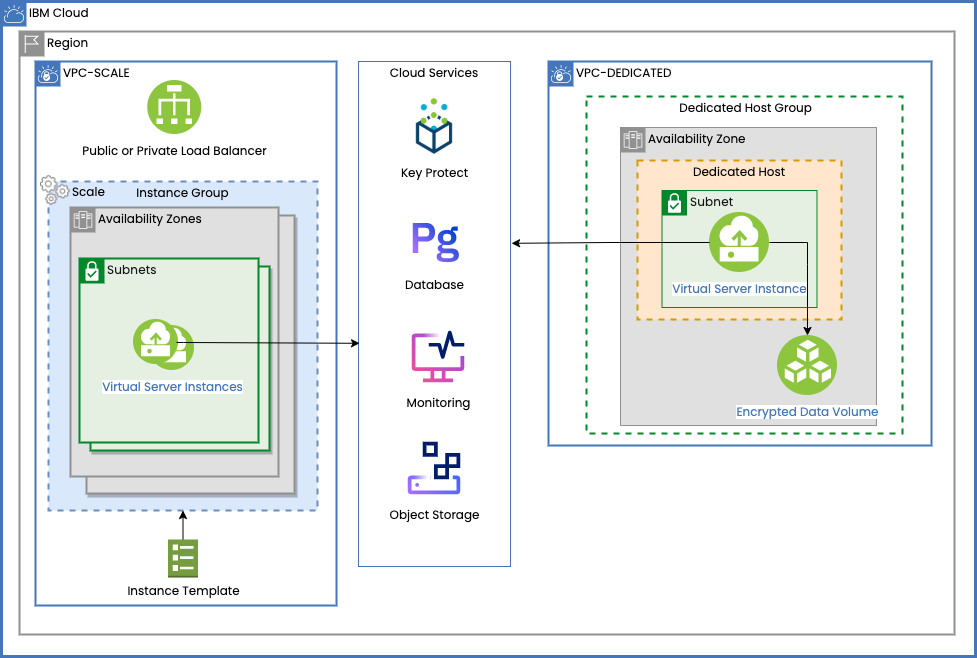 IBM Cloud
Region
VPC-SCALE
Public or Private Load Balancer
Scale
Instance Group
Availability Zones
Subnets
Virtual Server Instances
Instance Template
Cloud Services
Key Protect
Pg
Database
Monitoring
Object Storage
VPC-DEDICATED
Dedicated Host Group
Availability Zone
Dedicated Host
Subnet
Virtual Server Instance
Encrypted Data Volume